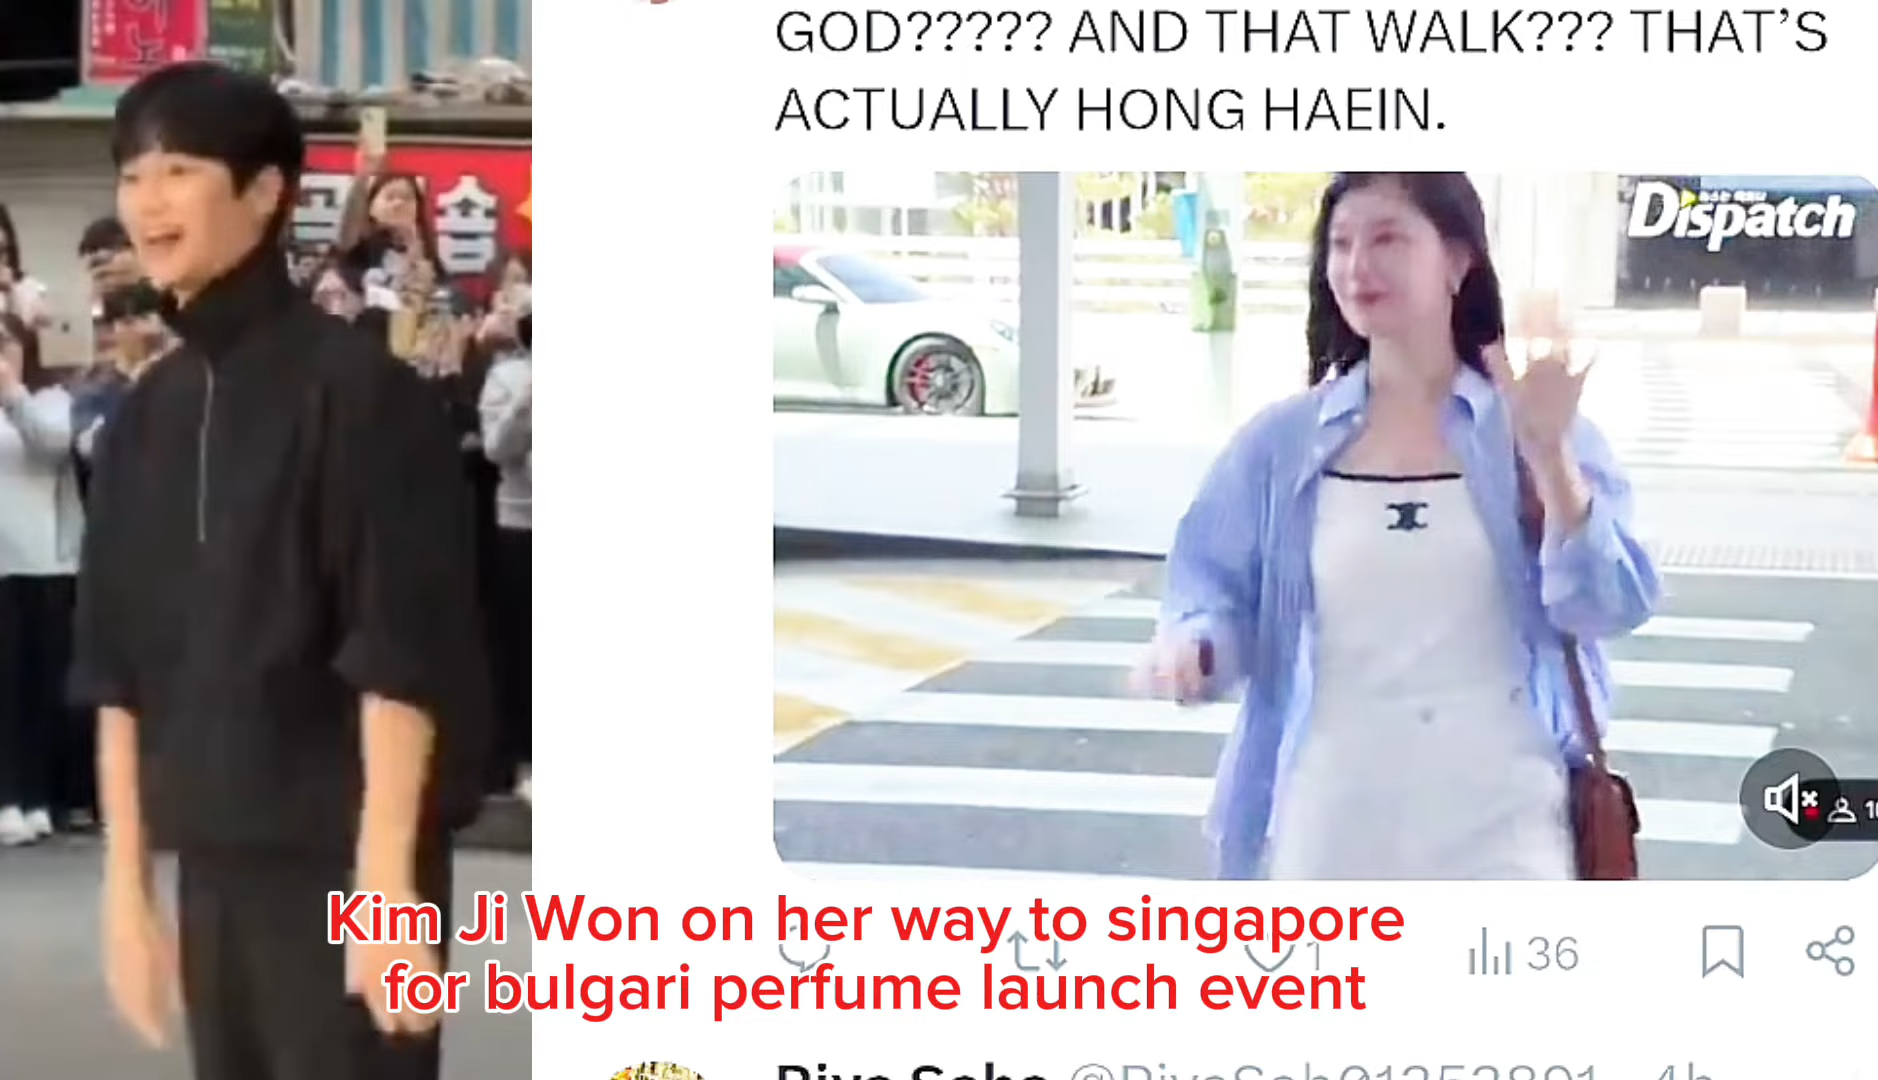 GOD????? AND THAT WALK??? THAT’S
ACTUALLY HONG HAEIN.
Dispatch
Kim Ji Won on her way to singapore
for bulgari perfume launch event
1
36